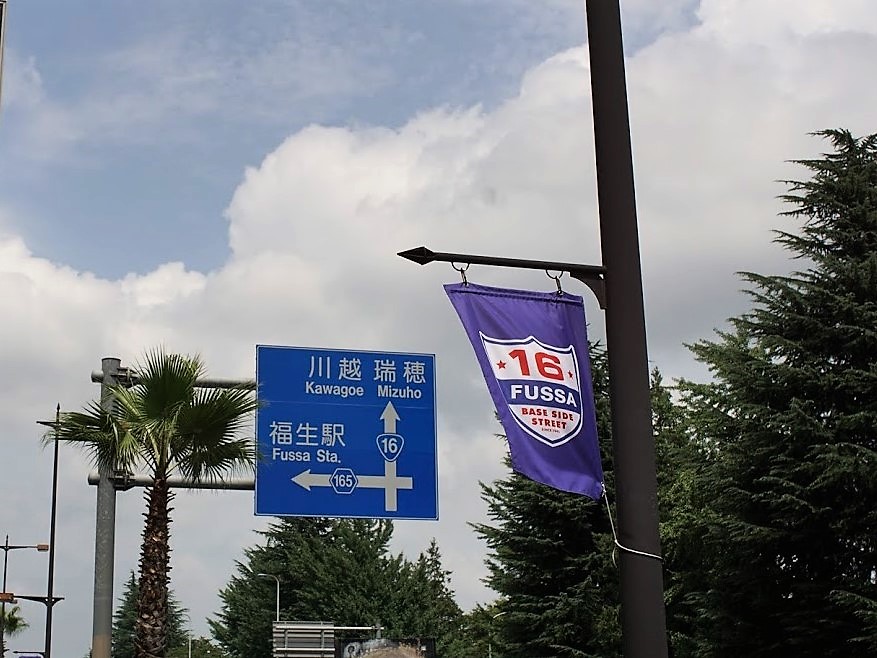 川越 瑞穂
Kawagoe Mizuho
16
福生駅
Fussa Sta.
165
16
FUSSA
BASE SIDE
STREET